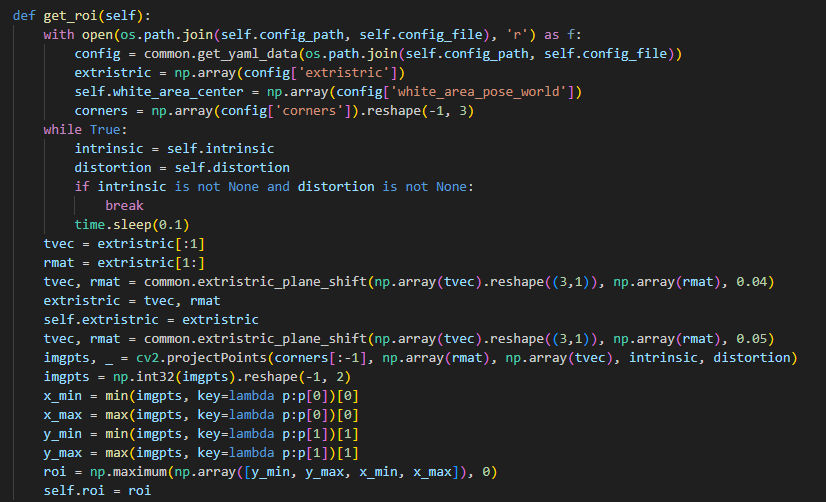 def get_roi(self):
    with open(os.path.join(self.config_path, self.config_file), 'r') as f:
        config = common.get_yaml_data(os.path.join(self.config_path, self.config_file))
        extristric = np.array(config['extristric'])
        self.white_area_center = np.array(config['white_area_pose_world'])
        corners = np.array(config['corners']).reshape(-1, 3)
    while True:
        intrinsic = self.intrinsic
        distortion = self.distortion
        if intrinsic is not None and distortion is not None:
            break
        time.sleep(0.1)
    tvec = extristric[:1]
    rmat = extristric[1:]
    tvec, rmat = common.extristric_plane_shift(np.array(tvec).reshape((3,1)), np.array(rmat), 0.04)
    extristric = tvec, rmat
    self.extristric = extristric
    tvec, rmat = common.extristric_plane_shift(np.array(tvec).reshape((3,1)), np.array(rmat), 0.05)
    imgpts, _ = cv2.projectPoints(corners[:-1], np.array(rmat), np.array(tvec), intrinsic, distortion)
    imgpts = np.int32(imgpts).reshape(-1, 2)
    x_min = min(imgpts, key=lambda p:p[0])[0]
    x_max = max(imgpts, key=lambda p:p[0])[0]
    y_min = min(imgpts, key=lambda p:p[1])[1]
    y_max = max(imgpts, key=lambda p:p[1])[1]
    roi = np.maximum(np.array([y_min, y_max, x_min, x_max]), 0)
    self.roi = roi